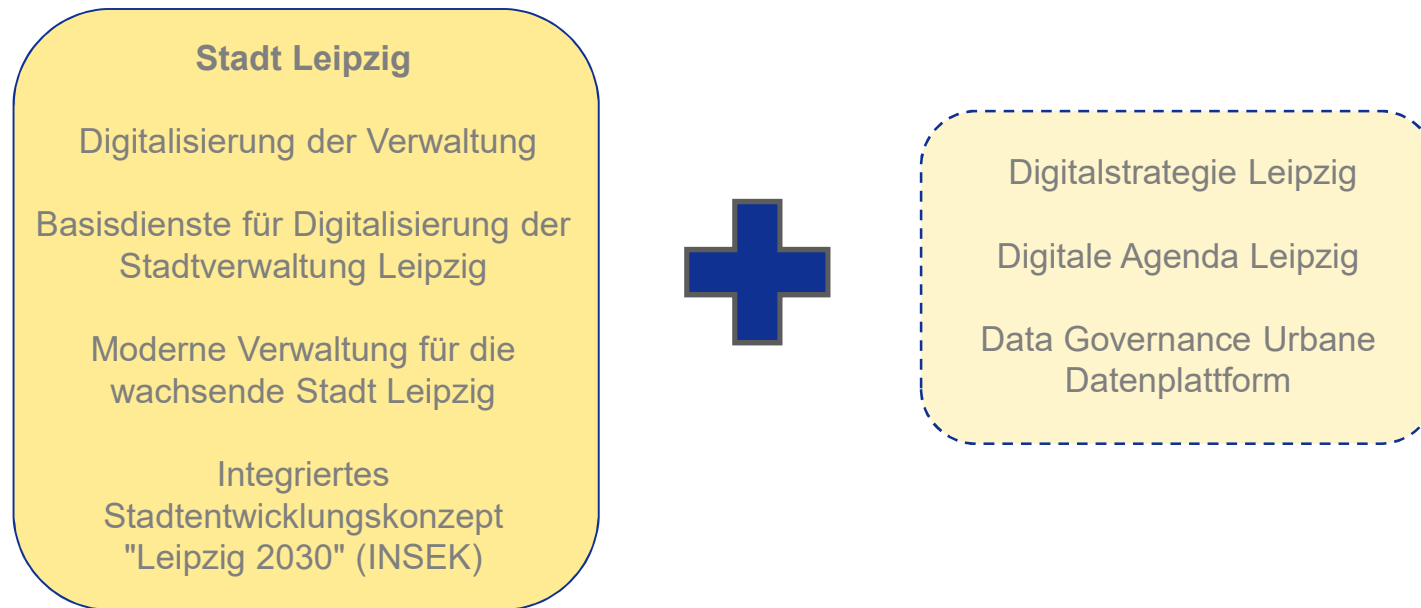 Stadt Leipzig
Digitalisierung der Verwaltung
Basisdienste für Digitalisierung der
Stadtverwaltung Leipzig
Moderne Verwaltung für die
wachsende Stadt Leipzig
Integriertes
Stadtentwicklungskonzept
"Leipzig 2030" (INSEK)
Digitalstrategie Leipzig
Digitale Agenda Leipzig
Data Governance Urbane
Datenplattform